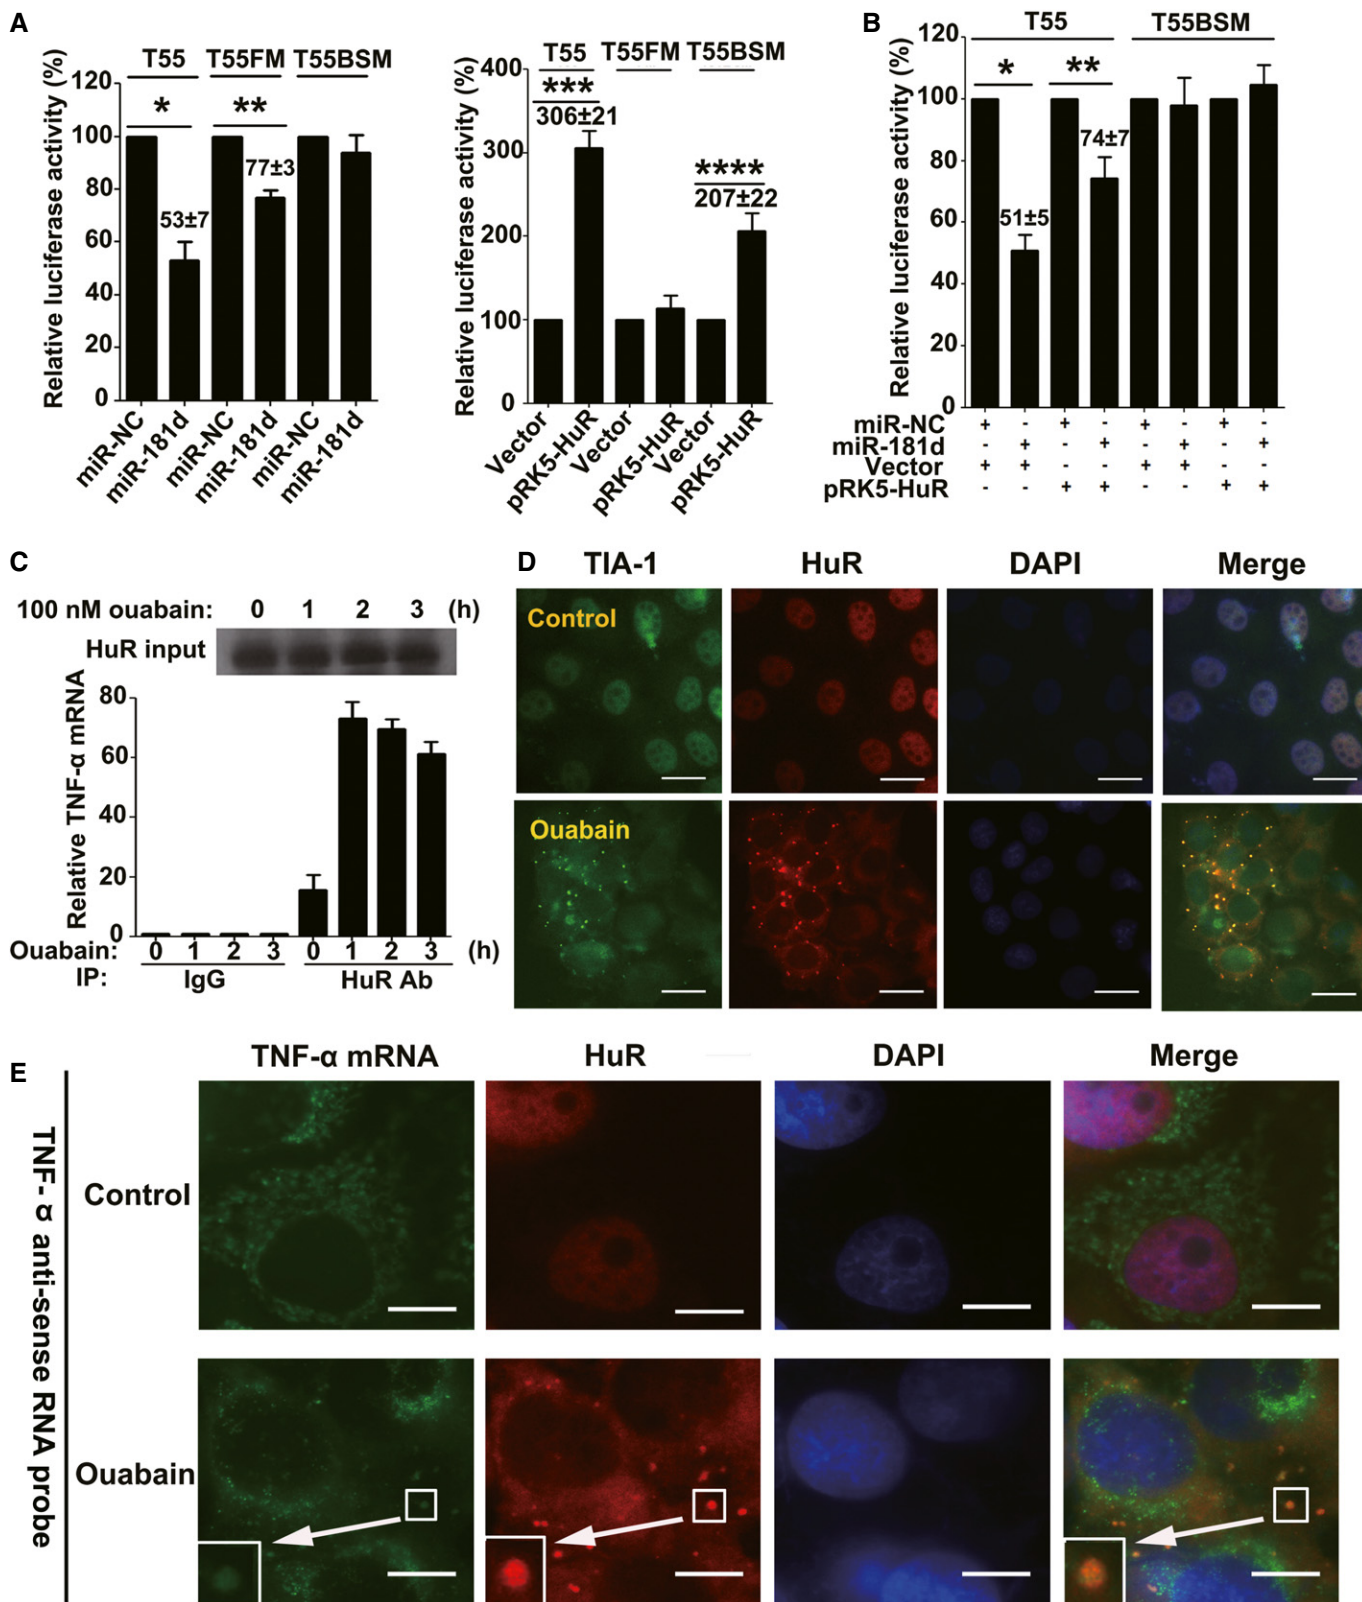 A
T55 T55FM T55BSM
Relative luciferase activity (%)
120
100
80
60
40
20
0
*
**
53±7
77±3
miR-NC miR-181d miR-NC miR-181d miR-NC miR-181d
T55 T55FM T55BSM
Relative luciferase activity (%)
400
300
200
100
0
***
306±21
****
207±22
Vector pRK5-HuR Vector pRK5-HuR Vector pRK5-HuR
B
T55 T55BSM
Relative luciferase activity (%)
120
100
80
60
40
20
0
*
**
51±5
74±7
miR-NC + - + - + - + -
miR-181d - + - + - + - +
Vector + + - - + + - -
pRK5-HuR - - + + - - + +
C
100 nM ouabain: 0 1 2 3 (h)
HuR input
Relative TNF-α mRNA
80
60
40
20
0
Ouabain: 0 1 2 3 0 1 2 3 (h)
IP: IgG HuR Ab
D
TIA-1 HuR DAPI Merge
Control
Ouabain
E
TNF-α mRNA HuR DAPI Merge
TNF- α anti-sense RNA probe
Control
Ouabain